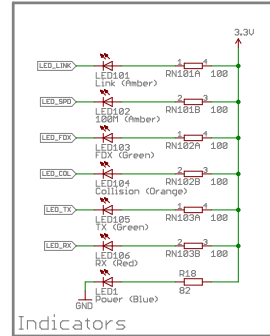 3.3V
LED_LINK
1 4
LED101 RN101A 100
Link (Amber)
LED_SPD
2 3
LED102 RN101B 100
100M (Amber)
LED_FDX
1 4
LED103 RN102A 100
FDX (Green)
LED_COL
2 3
LED104 RN102B 100
Collision (Orange)
LED_TX
1 4
LED105 RN103A 100
TX (Green)
LED_RX
2 3
LED106 RN103B 100
RX (Red)
R18
LED1 82
GND Power (Blue)
Indicators